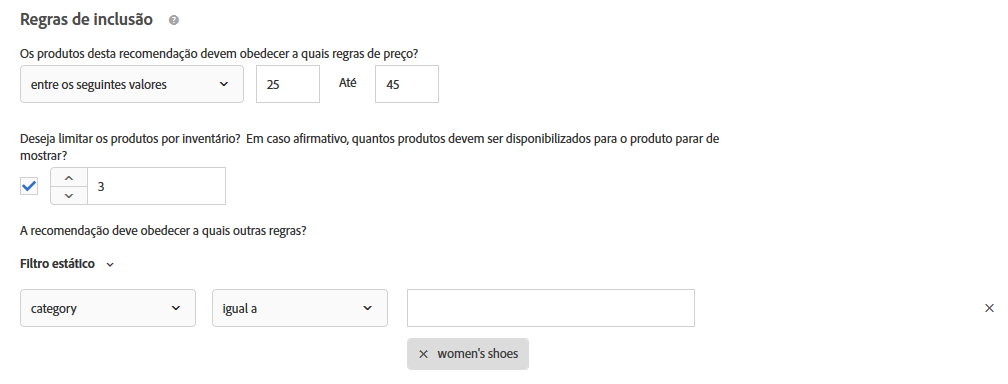 Regras de inclusão ?
Os produtos desta recomendação devem obedecer a quais regras de preço?
entre os seguintes valores 25 Até 45
Deseja limitar os produtos por inventário? Em caso afirmativo, quantos produtos devem ser disponibilizados para o produto parar de
mostrar?
3
A recomendação deve obedecer a quais outras regras?
Filtro estático
category igual a
women's shoes